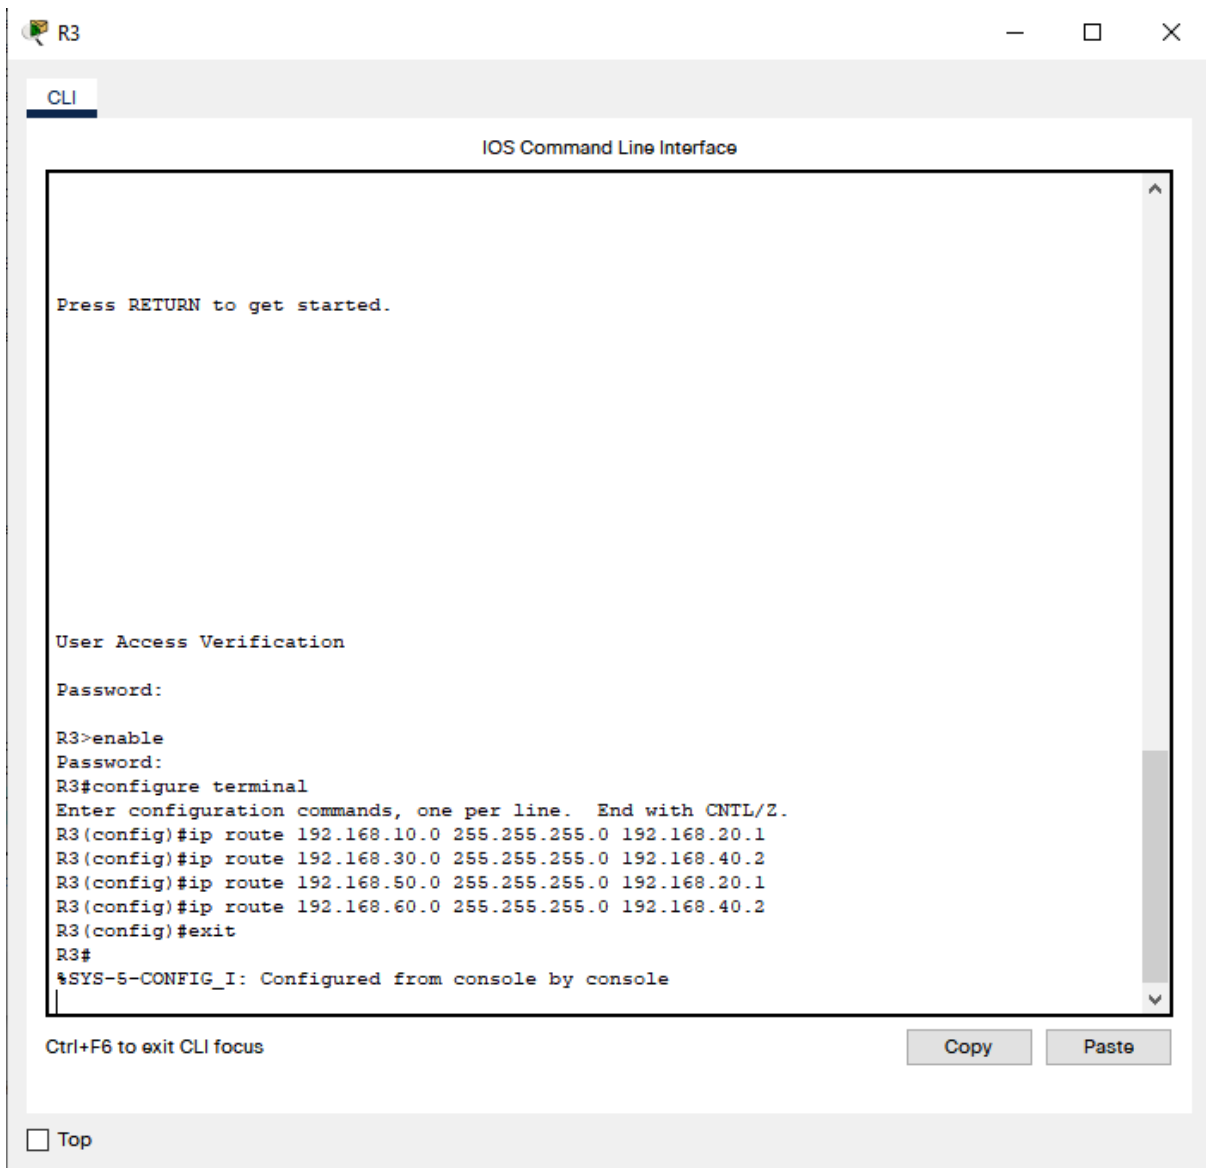 R3
CLI
IOS Command Line Interface
Press RETURN to get started.
User Access Verification
Password:
R3>enable
Password:
R3#configure terminal
Enter configuration commands, one per line.  End with CNTL/Z.
R3(config)#ip route 192.168.10.0 255.255.255.0 192.168.20.1
R3(config)#ip route 192.168.30.0 255.255.255.0 192.168.40.2
R3(config)#ip route 192.168.50.0 255.255.255.0 192.168.20.1
R3(config)#ip route 192.168.60.0 255.255.255.0 192.168.40.2
R3(config)#exit
R3#
%SYS-5-CONFIG_I: Configured from console by console
Ctrl+F6 to exit CLI focus
Copy
Paste
Top